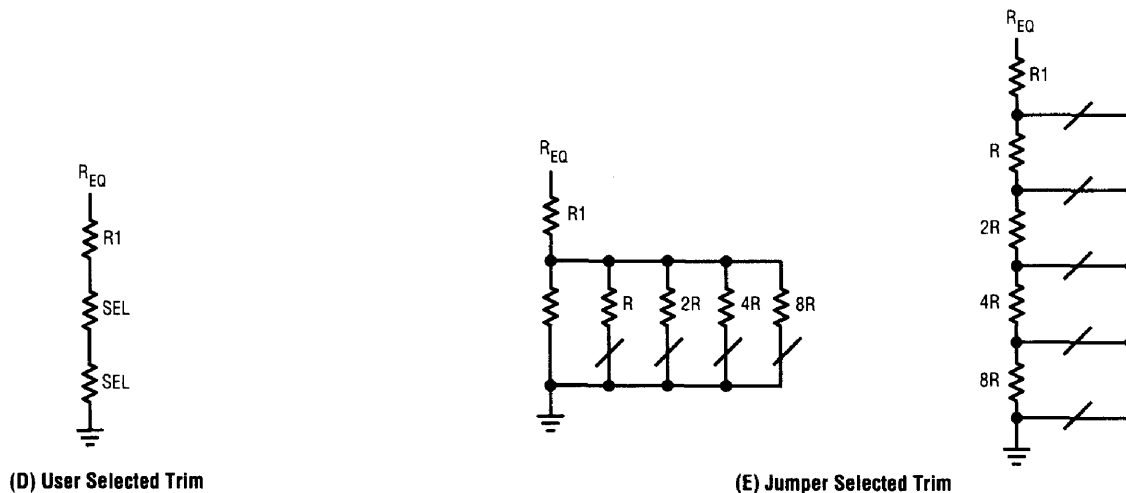 R_EQ
R1
SEL
SEL
(D) User Selected Trim
R_EQ
R1
R
2R
4R
8R
R_EQ
R1
R
2R
4R
8R
(E) Jumper Selected Trim